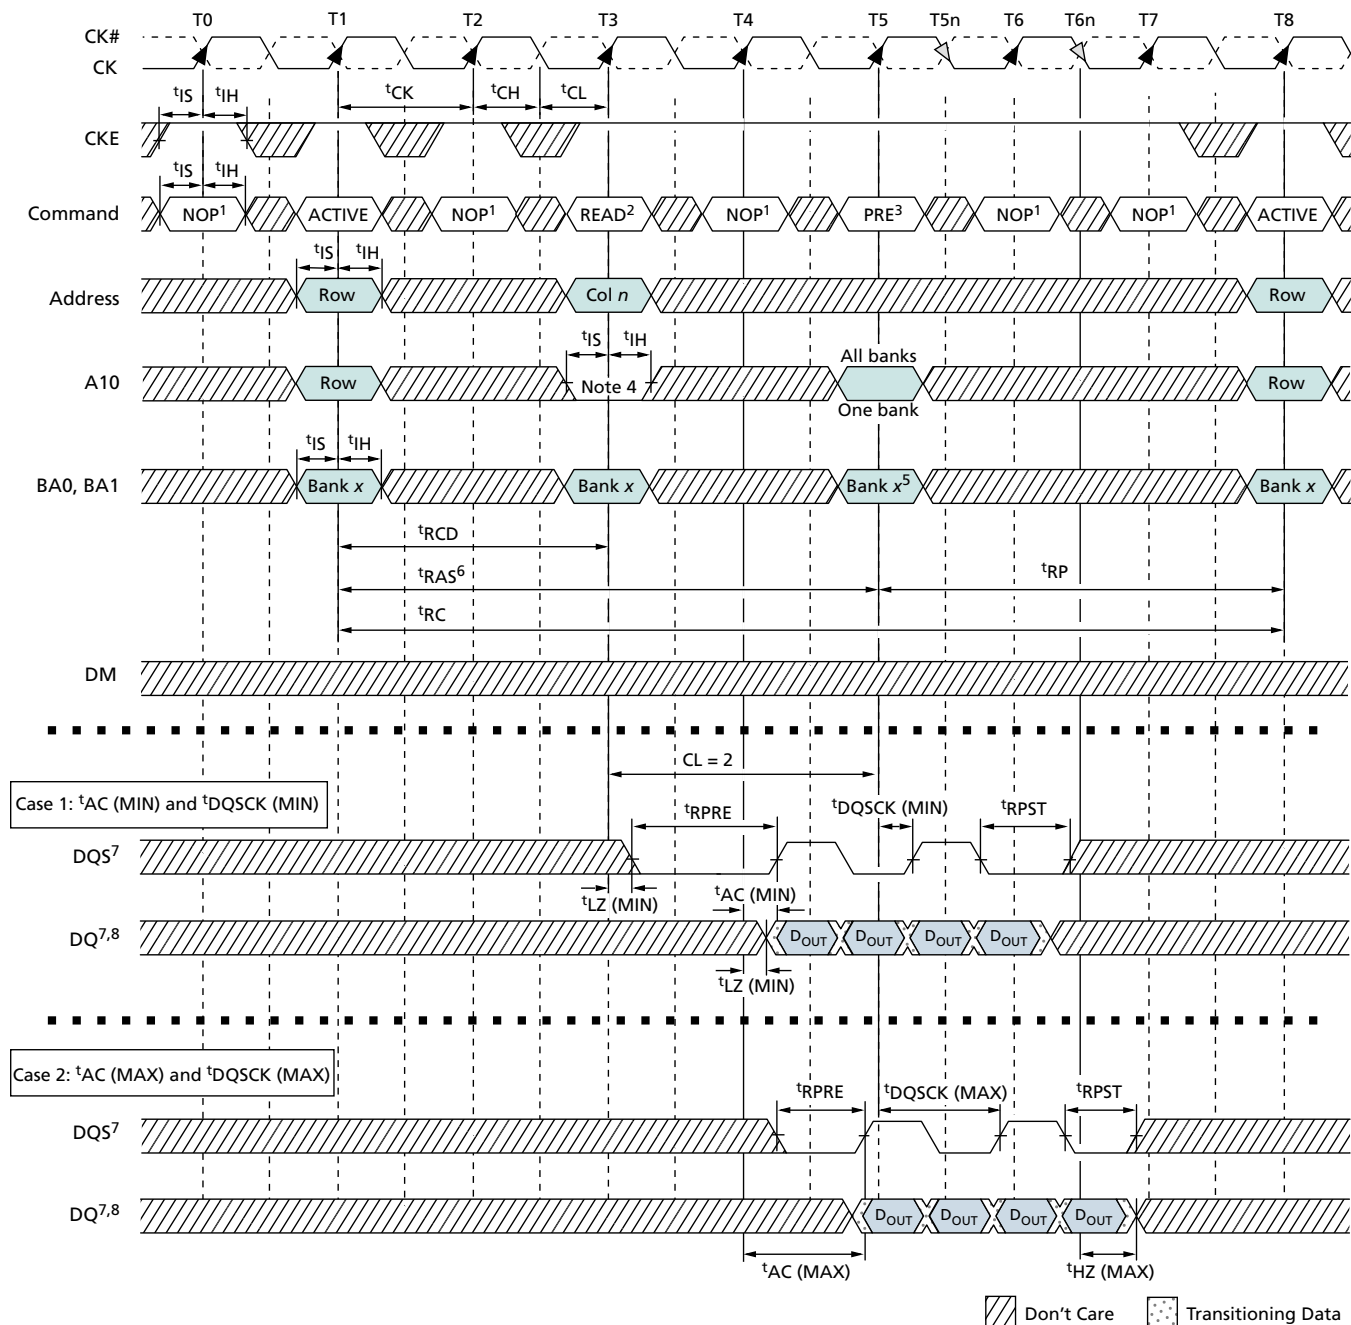 T0 T1 T2 T3 T4 T5 T5n T6 T6n T7 T8
CK#
CK
tIS tIH tCK tCH tCL
CKE
tIS tIH
Command NOP1 ACTIVE NOP1 READ2 NOP1 PRE3 NOP1 NOP1 ACTIVE
tIS tIH
Address Row Col n Row
tIS tIH All banks
A10 Row Note 4 Row
One bank
tIS tIH
BA0, BA1 Bank x Bank x Bank x5 Bank x
tRCD
tRAS6 tRP
tRC
DM
CL = 2
Case 1: tAC (MIN) and tDQSCK (MIN)
tRPRE tDQSCK (MIN) tRPST
DQS7
tLZ (MIN) tAC (MIN)
DQ7,8 DOUT DOUT DOUT DOUT
tLZ (MIN)
Case 2: tAC (MAX) and tDQSCK (MAX)
tRPRE tDQSCK (MAX) tRPST
DQS7
DQ7,8 DOUT DOUT DOUT DOUT
tAC (MAX) tHZ (MAX)
Don't Care Transitioning Data